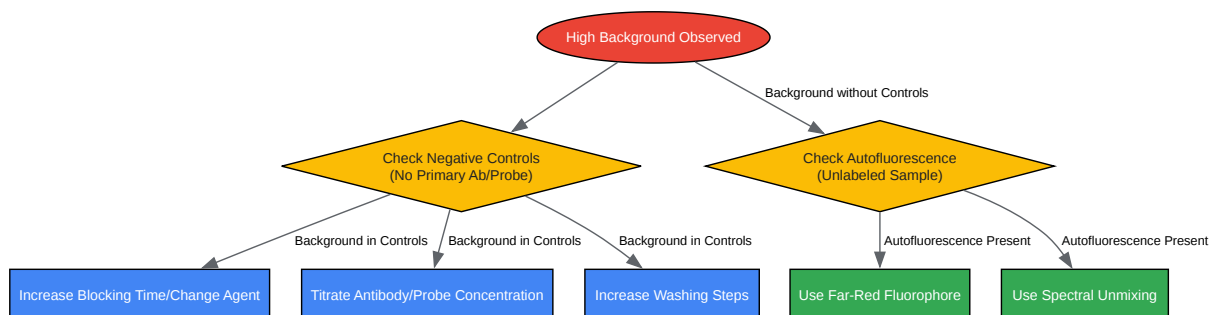 High Background Observed
Background without Controls
Check Negative Controls
(No Primary Ab/Probe)
Check Autofluorescence
(Unlabeled Sample)
Background in Controls
Background in Controls
Background in Controls
Autofluorescence Present
Autofluorescence Present
Increase Blocking Time/Change Agent
Titrate Antibody/Probe Concentration
Increase Washing Steps
Use Far-Red Fluorophore
Use Spectral Unmixing